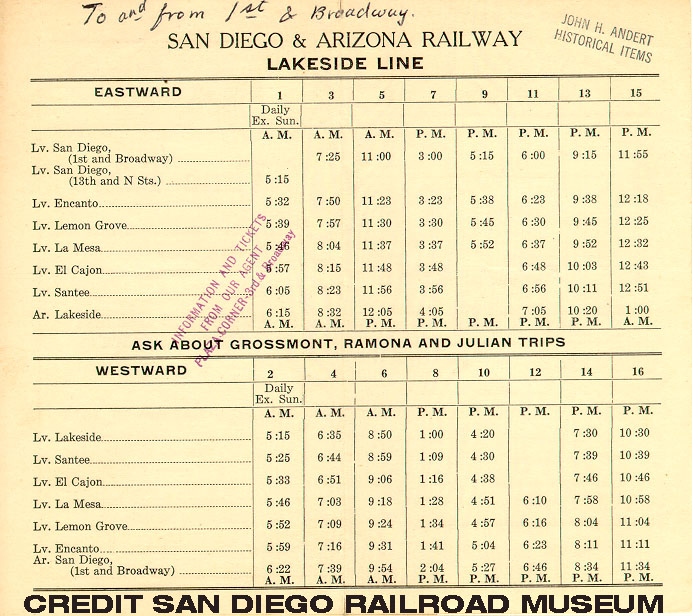 To and from 1st & Broadway.
JOHN H. ANDERT
HISTORICAL ITEMS
SAN DIEGO & ARIZONA RAILWAY
LAKESIDE LINE
EASTWARD 1 3 5 7 9 11 13 15
Daily
Ex. Sun.
A. M. A. M. A. M. P. M. P. M. P. M. P. M. P. M.
Lv. San Diego,
(1st and Broadway) 7:25 11:00 3:00 5:15 6:00 9:15 11:55
Lv. San Diego,
(13th and N Sts.) 5:15
Lv. Encanto 5:32 7:50 11:23 3:23 5:38 6:23 9:38 12:18
Lv. Lemon Grove 5:39 7:57 11:30 3:30 5:45 6:30 9:45 12:25
Lv. La Mesa 5:46 8:04 11:37 3:37 5:52 6:37 9:52 12:32
Lv. El Cajon 5:57 8:15 11:48 3:48 6:48 10:03 12:43
Lv. Santee 6:05 8:23 11:56 3:56 6:56 10:11 12:51
Ar. Lakeside 6:15 8:32 12:05 4:05 7:05 10:20 1:00
A. M. A. M. P. M. P. M. P. M. P. M. P. M. A. M.
INFORMATION AND TICKETS
FROM OUR AGENT
PLAZA CORNER-3rd & Broadway
ASK ABOUT GROSSMONT, RAMONA AND JULIAN TRIPS
WESTWARD 2 4 6 8 10 12 14 16
Daily
Ex. Sun.
A. M. A. M. A. M. P. M. P. M. P. M. P. M. P. M.
Lv. Lakeside 5:15 6:35 8:50 1:00 4:20 7:30 10:30
Lv. Santee 5:25 6:44 8:59 1:09 4:30 7:39 10:39
Lv. El Cajon 5:33 6:51 9:06 1:16 4:38 7:46 10:46
Lv. La Mesa 5:46 7:03 9:18 1:28 4:51 6:10 7:58 10:58
Lv. Lemon Grove 5:52 7:09 9:24 1:34 4:57 6:16 8:04 11:04
Lv. Encanto 5:59 7:16 9:31 1:41 5:04 6:23 8:11 11:11
Ar. San Diego,
(1st and Broadway) 6:22 7:39 9:54 2:04 5:27 6:46 8:34 11:34
A. M. A. M. A. M. P. M. P. M. P. M. P. M. P. M.
CREDIT SAN DIEGO RAILROAD MUSEUM